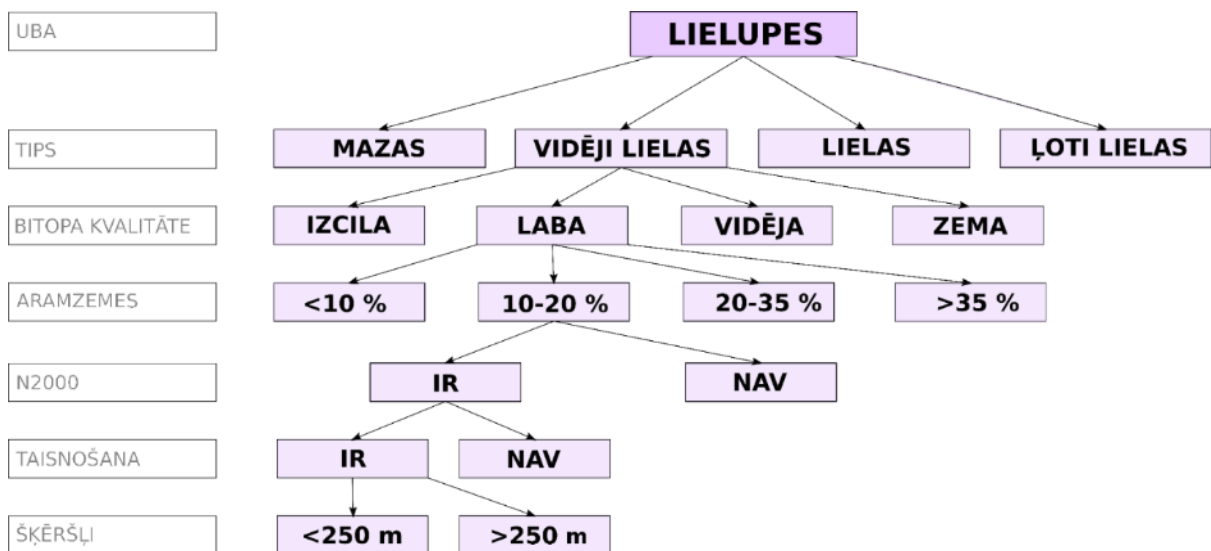 UBA
LIELUPES
TIPS
MAZAS
VIDĒJI LIELAS
LIELAS
ĻOTI LIELAS
BITOPA KVALITĀTE
IZCILA
LABA
VIDĒJA
ZEMA
ARAMZEMES
<10 %
10-20 %
20-35 %
>35 %
N2000
IR
NAV
TAISNOŠANA
IR
NAV
ŠĶĒRŠĻI
<250 m
>250 m